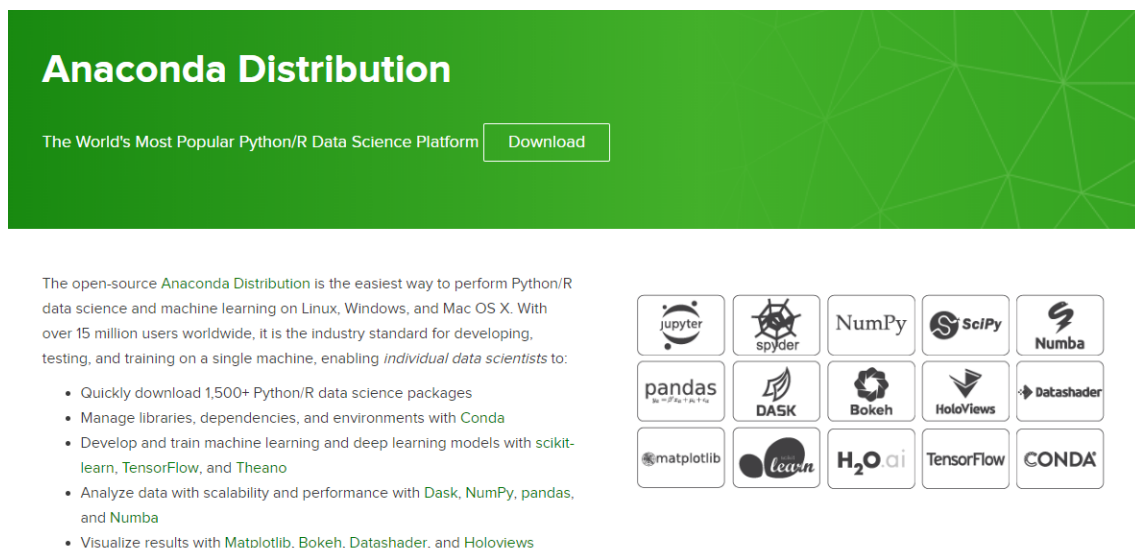 Anaconda Distribution
The World's Most Popular Python/R Data Science Platform Download
The open-source Anaconda Distribution is the easiest way to perform Python/R
data science and machine learning on Linux, Windows, and Mac OS X. With
over 15 million users worldwide, it is the industry standard for developing,
testing, and training on a single machine, enabling individual data scientists to:
• Quickly download 1,500+ Python/R data science packages
• Manage libraries, dependencies, and environments with Conda
• Develop and train machine learning and deep learning models with scikit-
learn, TensorFlow, and Theano
• Analyze data with scalability and performance with Dask, NumPy, pandas,
and Numba
• Visualize results with Matplotlib, Bokeh, Datashader, and Holoviews
jupyter
spyder
NumPy
SciPy
Numba
pandas
DASK
Bokeh
HoloViews
Datashader
matplotlib
scikit
learn
H2O.ai
TensorFlow
CONDA